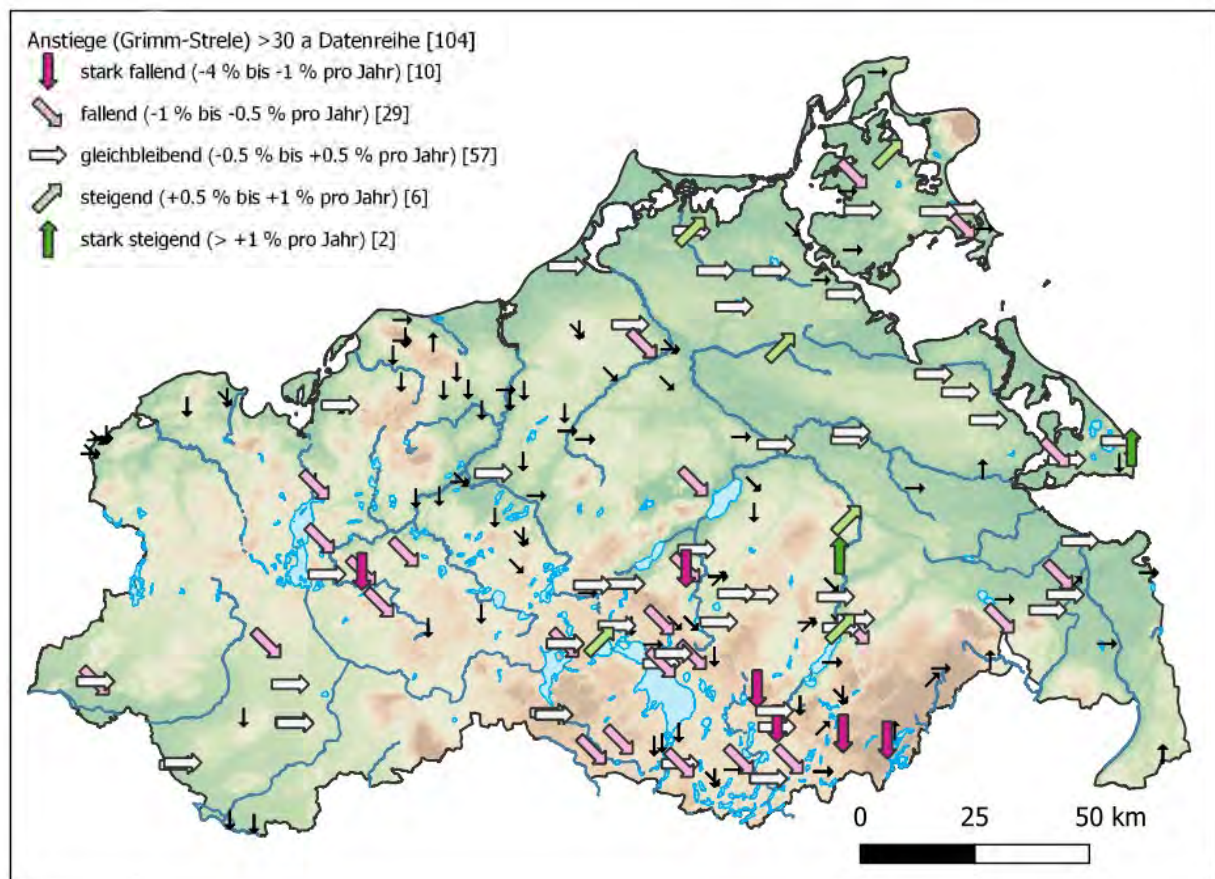 Anstiege (Grimm-Strele) >30 a Datenreihe [104]
stark fallend (-4 % bis -1 % pro Jahr) [10]
fallend (-1 % bis -0.5 % pro Jahr) [29]
gleichbleibend (-0.5 % bis +0.5 % pro Jahr) [57]
steigend (+0.5 % bis +1 % pro Jahr) [6]
stark steigend (> +1 % pro Jahr) [2]
0 25 50 km